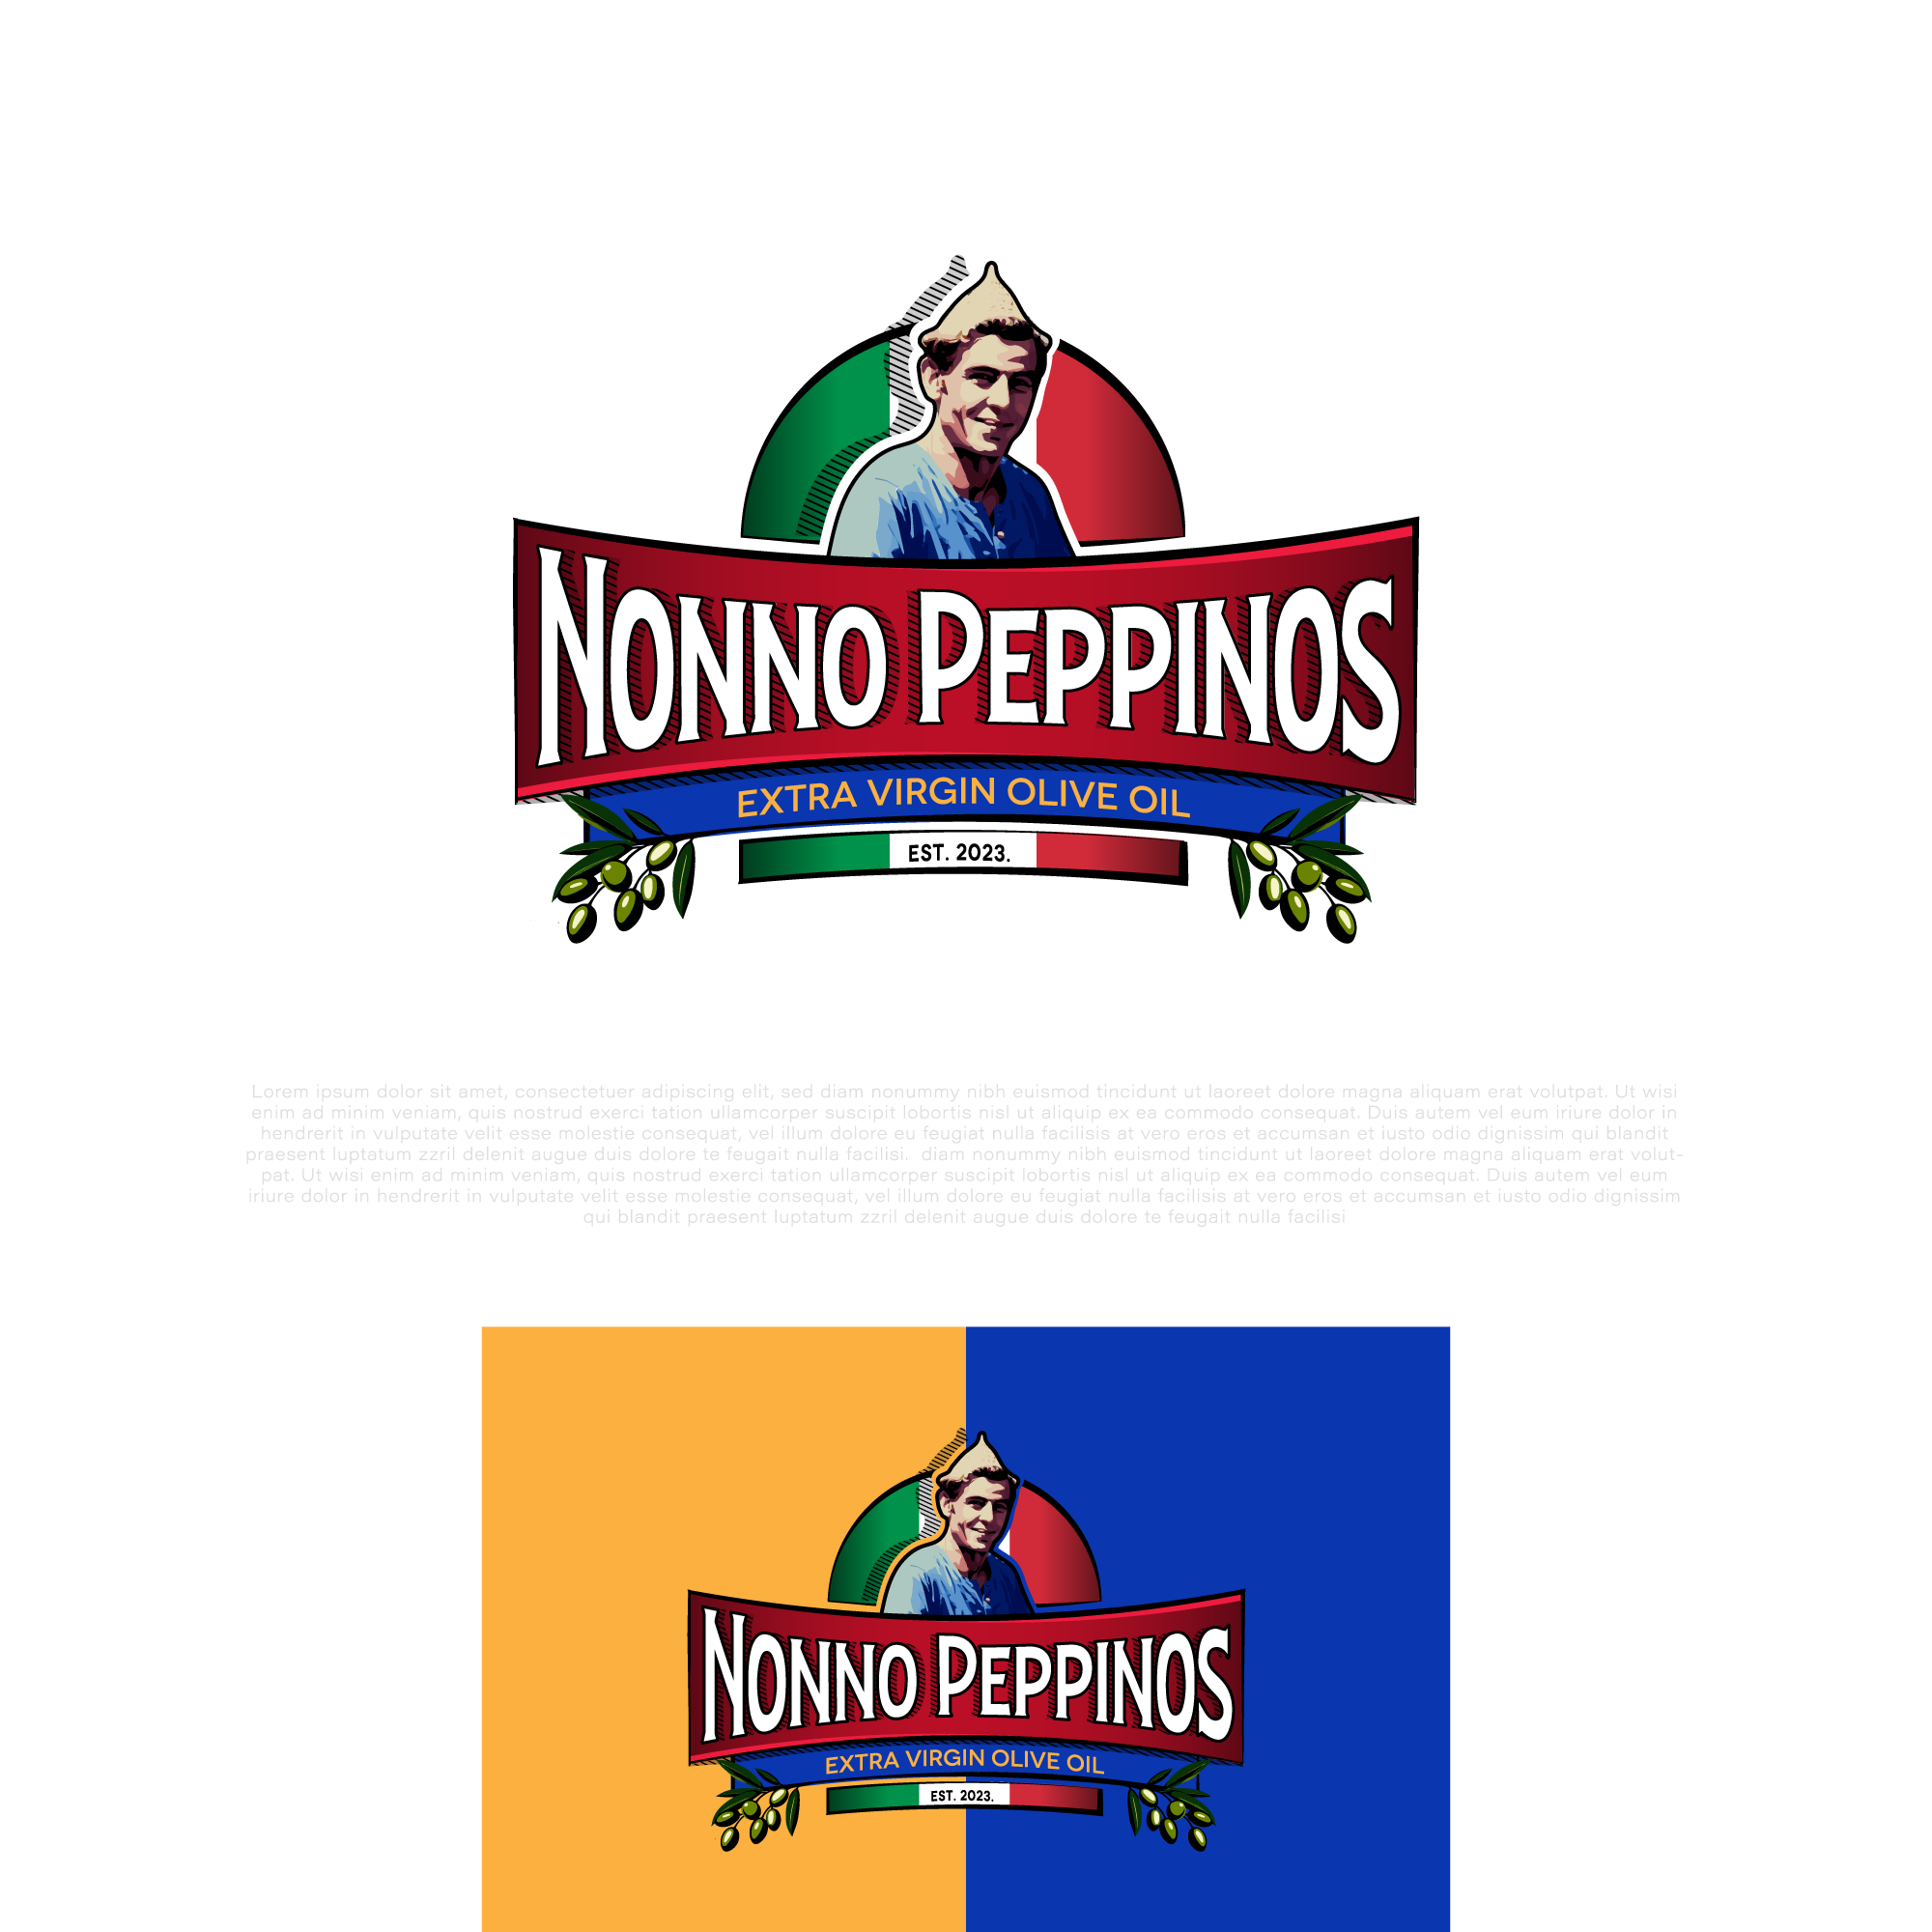 NONNO PEPPINOS
EXTRA VIRGIN OLIVE OIL
EST. 2023.
Lorem ipsum dolor sit amet, consectetuer adipiscing elit, sed diam nonummy nibh euismod tincidunt ut laoreet dolore magna aliquam erat volutpat. Ut wisi
enim ad minim veniam, quis nostrud exerci tation ullamcorper suscipit lobortis nisl ut aliquip ex ea commodo consequat. Duis autem vel eum iriure dolor in
hendrerit in vulputate velit esse molestie consequat, vel illum dolore eu feugiat nulla facilisis at vero eros et accumsan et iusto odio dignissim qui blandit
praesent luptatum zzril delenit augue duis dolore te feugait nulla facilisi.  diam nonummy nibh euismod tincidunt ut laoreet dolore magna aliquam erat volut-
pat. Ut wisi enim ad minim veniam, quis nostrud exerci tation ullamcorper suscipit lobortis nisl ut aliquip ex ea commodo consequat. Duis autem vel eum
iriure dolor in hendrerit in vulputate velit esse molestie consequat, vel illum dolore eu feugiat nulla facilisis at vero eros et accumsan et iusto odio dignissim
qui blandit praesent luptatum zzril delenit augue duis dolore te feugait nulla facilisi
NONNO PEPPINOS
EXTRA VIRGIN OLIVE OIL
EST. 2023.